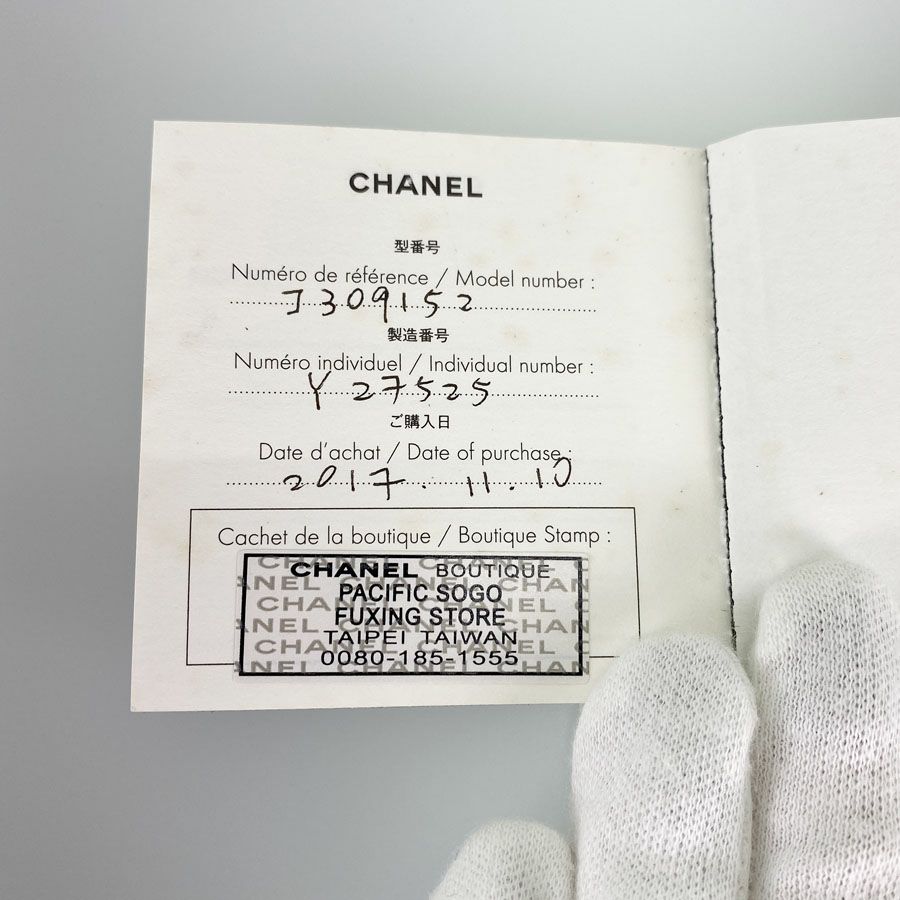 CHANEL
型番号
Numéro de référence / Model number :
J309152
製造番号
Numéro individuel / Individual number :
Y27525
ご購入日
Date d'achat / Date of purchase :
2017. 11. 10
Cachet de la boutique / Boutique Stamp :
CHANEL BOUTIQUE
PACIFIC SOGO
FUXING STORE
TAIPEI TAIWAN
0080-185-1555